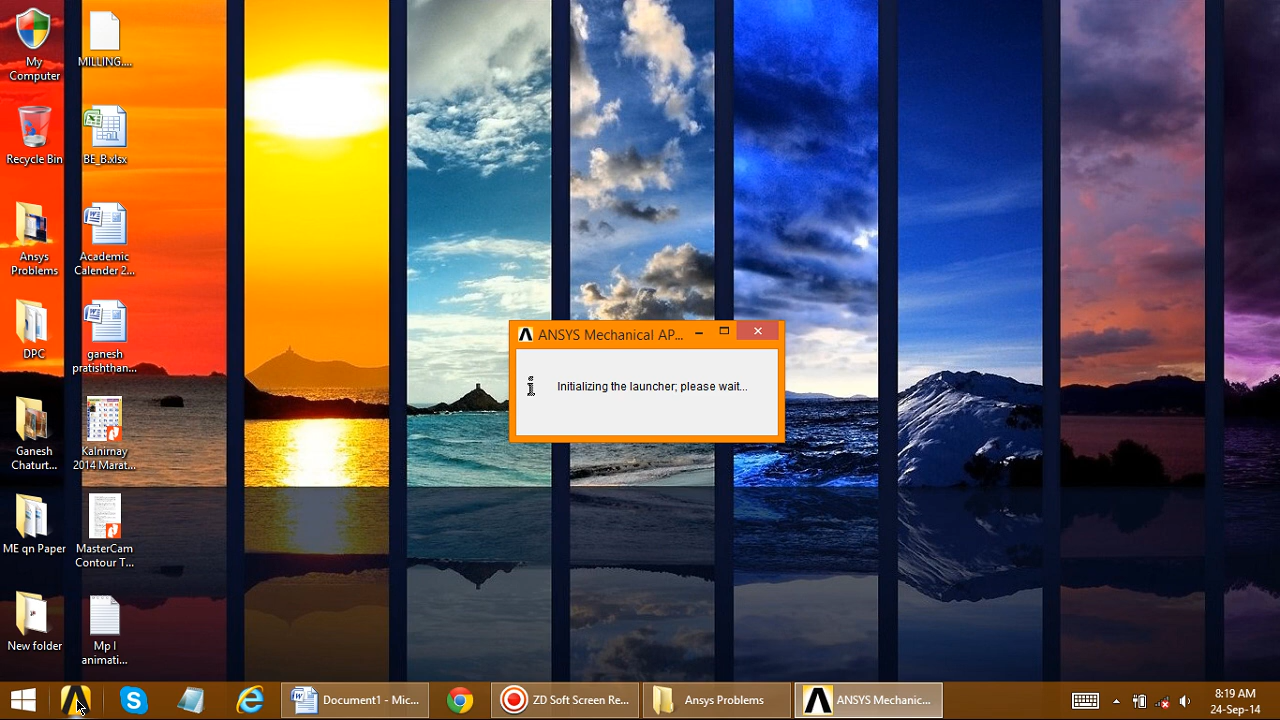 My
Computer
MILLING....
Recycle Bin
BE_B.xlsx
Ansys
Problems
Academic
Calender 2...
DPC
ganesh
pratishthan...
Ganesh
Chaturt...
Kalnirnay
2014 Marat...
ME qn Paper
MasterCam
Contour T...
New folder
Mp I
animati...
ANSYS Mechanical AP...
Initializing the launcher; please wait...
Document1 - Mic...
ZD Soft Screen Re...
Ansys Problems
ANSYS Mechanic...
8:19 AM
24-Sep-14